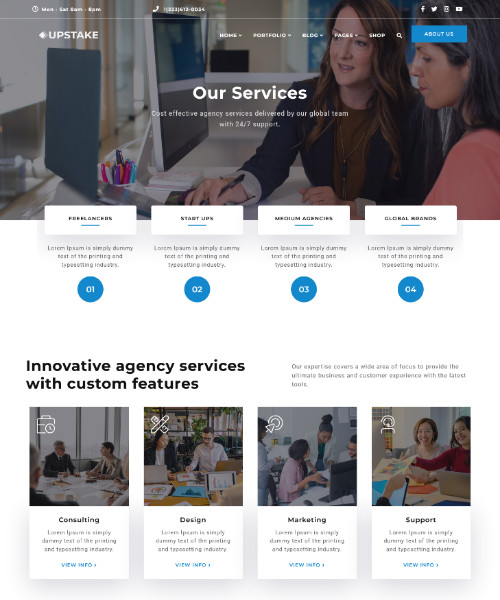 Mon - Sat 8am - 8pm
UPSTAKE
HOME PORTFOLIO BLOG PAGES SHOP ABOUT US
Our Services
Cost effective agency services delivered by our global team
with 24/7 support.
FREELANCERS START UPS MEDIUM AGENCIES GLOBAL BRANDS
Lorem Ipsum is simply dummy Lorem Ipsum is simply dummy Lorem Ipsum is simply dummy Lorem Ipsum is simply dummy
text of the printing and text of the printing and text of the printing and text of the printing and
typesetting industry. typesetting industry. typesetting industry. typesetting industry.
01 02 03 04
Innovative agency services
with custom features
Our expertise covers a wide area of focus to provide the
ultimate business and customer experience with the latest
tools.
Consulting Design Marketing Support
Lorem Ipsum is simply Lorem Ipsum is simply Lorem Ipsum is simply Lorem Ipsum is simply
dummy text of the printing dummy text of the printing dummy text of the printing dummy text of the printing
and typesetting industry. and typesetting industry. and typesetting industry. and typesetting industry.
VIEW INFO › VIEW INFO › VIEW INFO › VIEW INFO ›